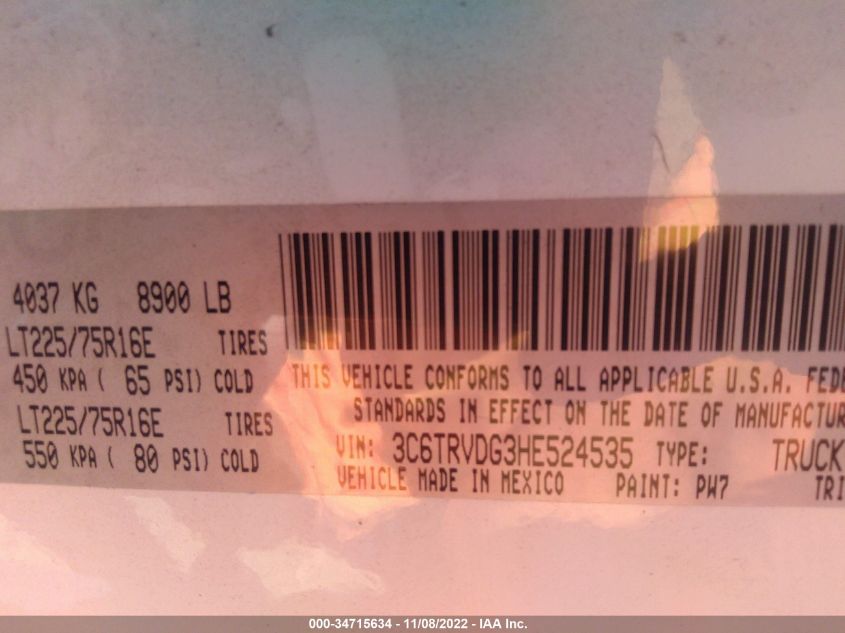 4037 KG 8900 LB
LT225/75R16E TIRES
450 KPA ( 65 PSI) COLD
LT225/75R16E TIRES
550 KPA ( 80 PSI) COLD
THIS VEHICLE CONFORMS TO ALL APPLICABLE U.S.A. FEDE
STANDARDS IN EFFECT ON THE DATE OF MANUFACTUR
VIN: 3C6TRVDG3HE524535 TYPE: TRUCK
VEHICLE MADE IN MEXICO PAINT: PW7 TRI
000-34715634 - 11/08/2022 - IAA Inc.